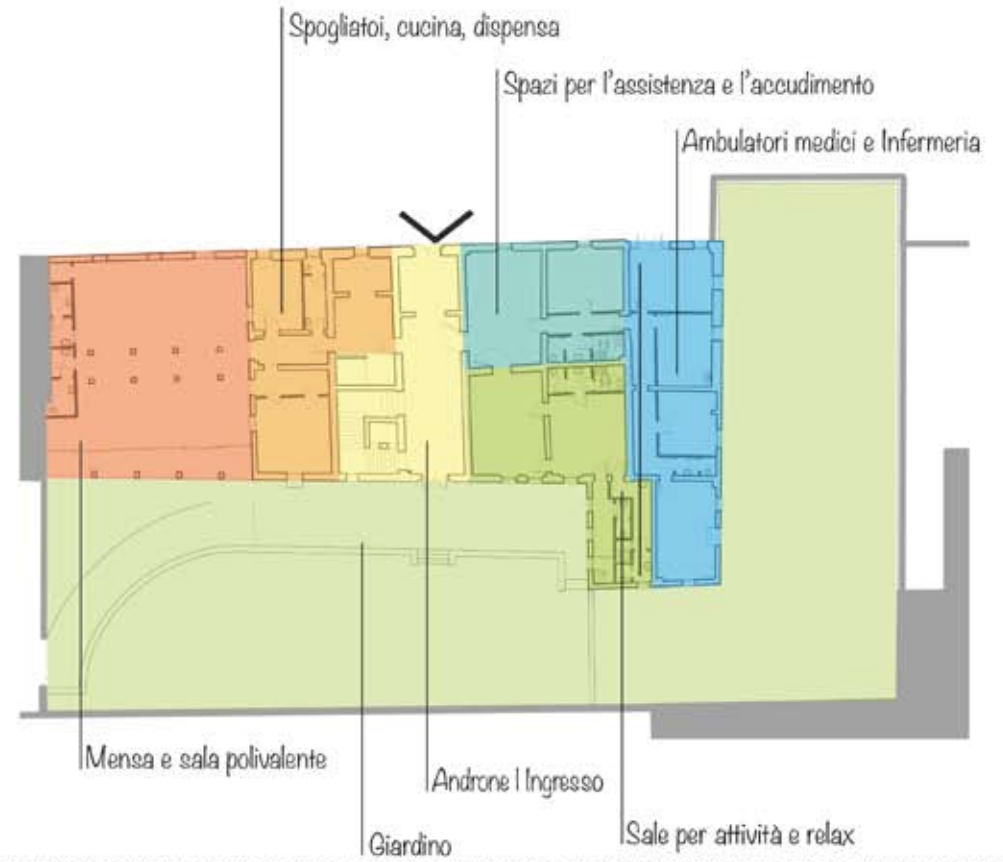 Spogliatoi, cucina, dispensa
Spazi per l'assistenza e l'accudimento
Ambulatori medici e Infermeria
Mensa e sala polivalente
Androne | Ingresso
Sale per attività e relax
Giardino